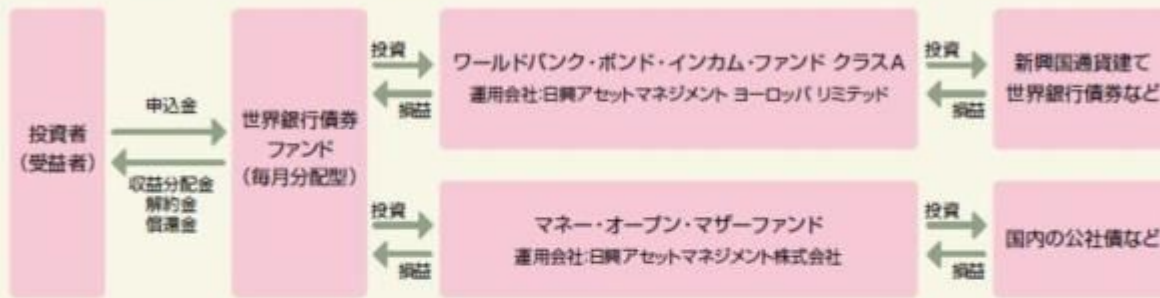 投資者
(受益者)
申込金
収益分配金
解約金
償還金
世界銀行債券
ファンド
(毎月分配型)
投資
損益
ワールドバンク・ボンド・インカム・ファンド クラスA
運用会社:日興アセットマネジメント ヨーロッパ リミテッド
投資
損益
新興国通貨建て
世界銀行債券など
投資
損益
マネー・オープン・マザーファンド
運用会社:日興アセットマネジメント株式会社
投資
損益
国内の公社債など